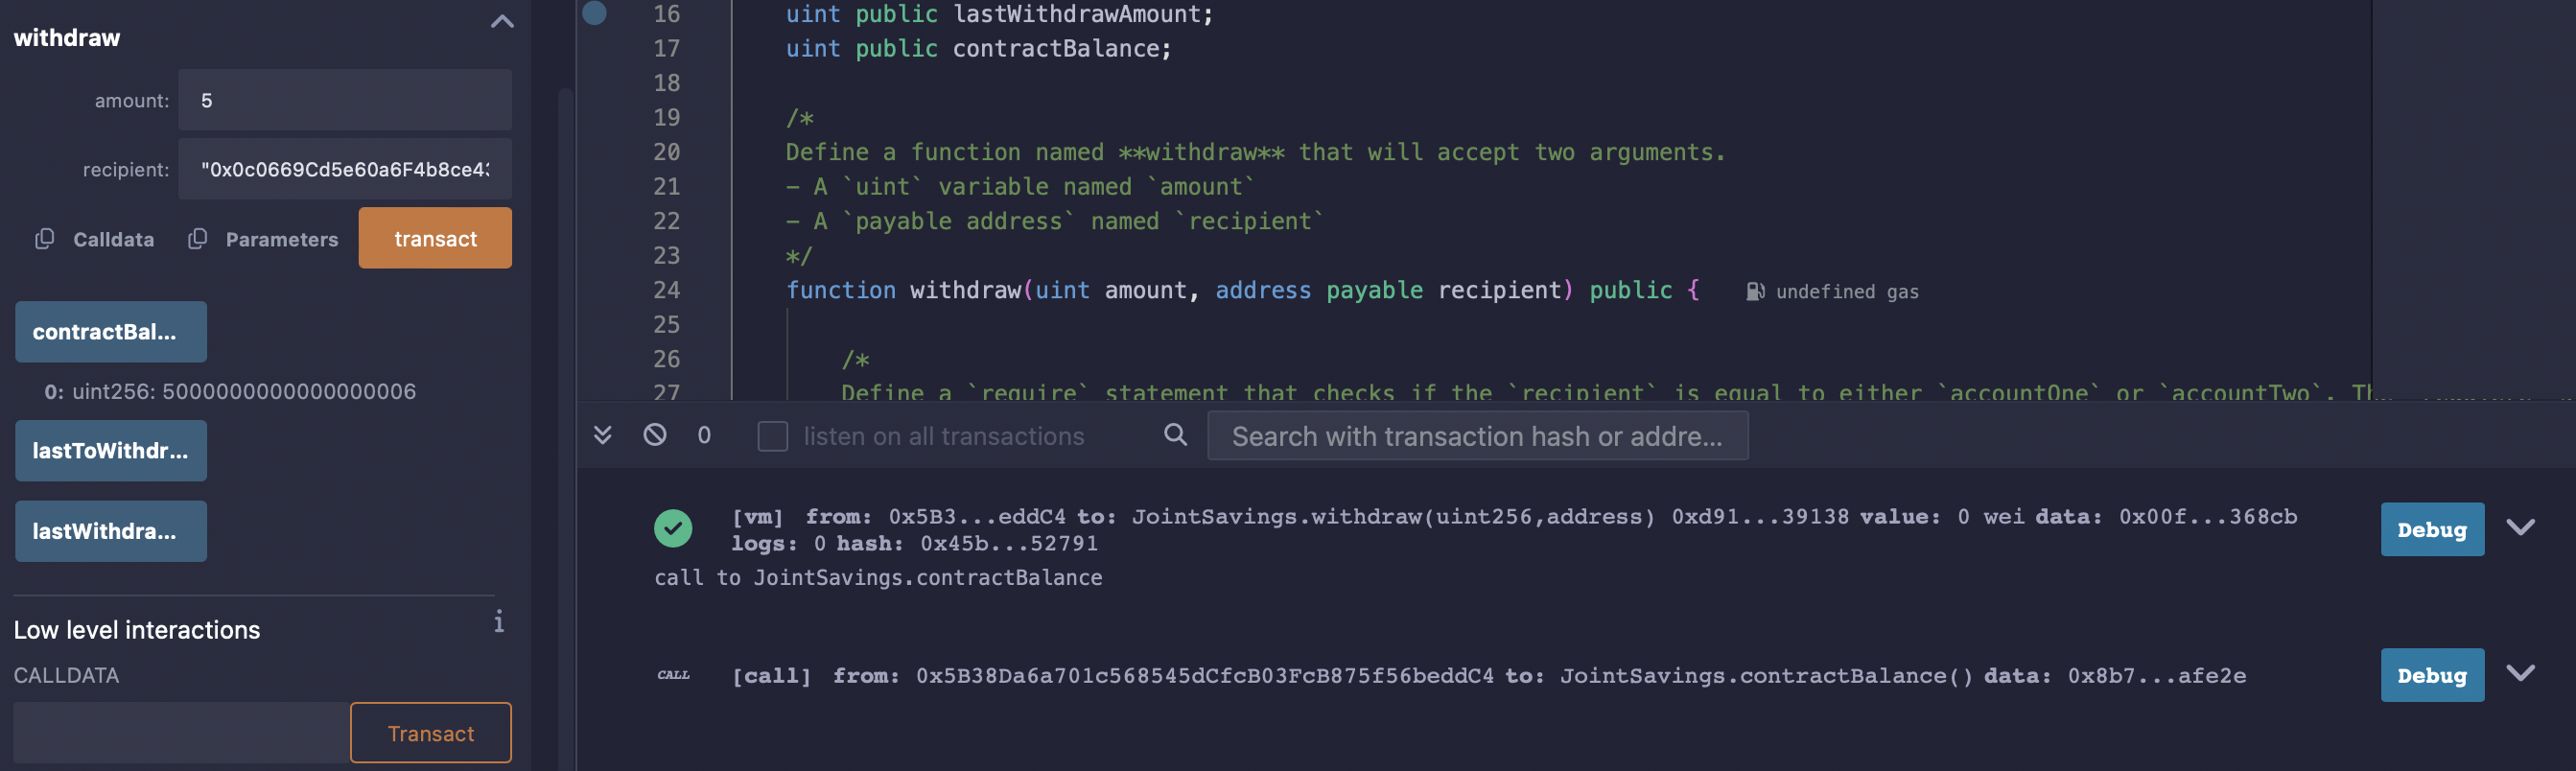 withdraw
amount: 5
recipient: "0x0c0669Cd5e60a6F4b8ce4
Calldata Parameters transact
contractBal...
0: uint256: 5000000000000000006
lastToWithdr...
lastWithdra...
Low level interactions i
CALLDATA
Transact
16 uint public lastWithdrawAmount;
17 uint public contractBalance;
18
19 /*
20 Define a function named **withdraw** that will accept two arguments.
21 - A `uint` variable named `amount`
22 - A `payable address` named `recipient`
23 */
24 function withdraw(uint amount, address payable recipient) public { undefined gas
25
26 /*
27 Define a `require` statement that checks if the `recipient` is equal to either `accountOne` or `accountTwo`. Th
0 listen on all transactions Search with transaction hash or addre...
[vm] from: 0x5B3...eddC4 to: JointSavings.withdraw(uint256,address) 0xd91...39138 value: 0 wei data: 0x00f...368cb
logs: 0 hash: 0x45b...52791
Debug
call to JointSavings.contractBalance
CALL [call] from: 0x5B38Da6a701c568545dCfcB03FcB875f56beddC4 to: JointSavings.contractBalance() data: 0x8b7...afe2e
Debug